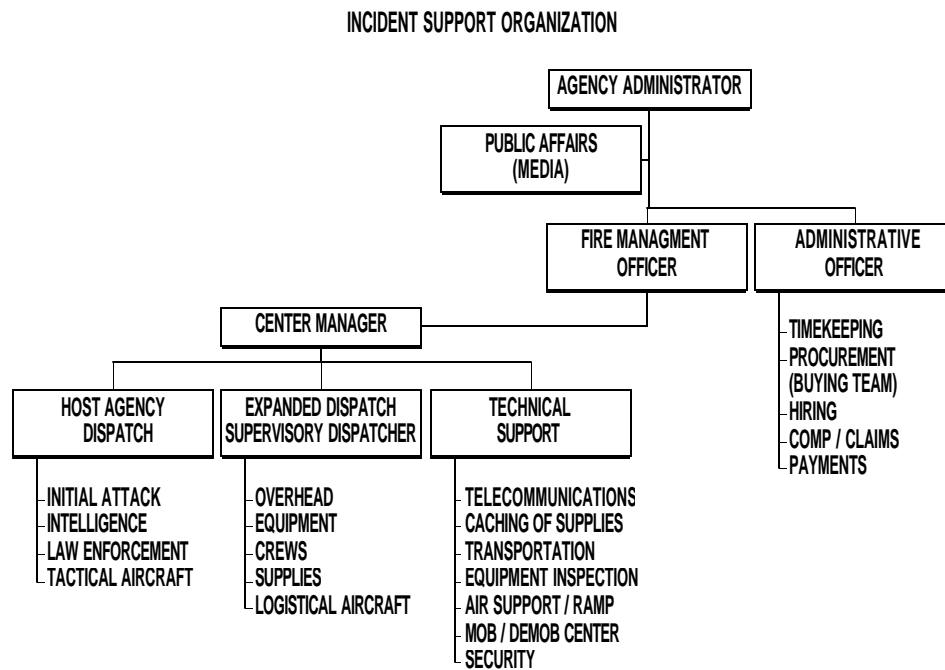 INCIDENT SUPPORT ORGANIZATION
AGENCY ADMINISTRATOR
PUBLIC AFFAIRS
(MEDIA)
FIRE MANAGMENT
OFFICER
ADMINISTRATIVE
OFFICER
TIMEKEEPING
PROCUREMENT
(BUYING TEAM)
HIRING
COMP / CLAIMS
PAYMENTS
CENTER MANAGER
HOST AGENCY
DISPATCH
INITIAL ATTACK
INTELLIGENCE
LAW ENFORCEMENT
TACTICAL AIRCRAFT
EXPANDED DISPATCH
SUPERVISORY DISPATCHER
OVERHEAD
EQUIPMENT
CREWS
SUPPLIES
LOGISTICAL AIRCRAFT
TECHNICAL
SUPPORT
TELECOMMUNICATIONS
CACHING OF SUPPLIES
TRANSPORTATION
EQUIPMENT INSPECTION
AIR SUPPORT / RAMP
MOB / DEMOB CENTER
SECURITY